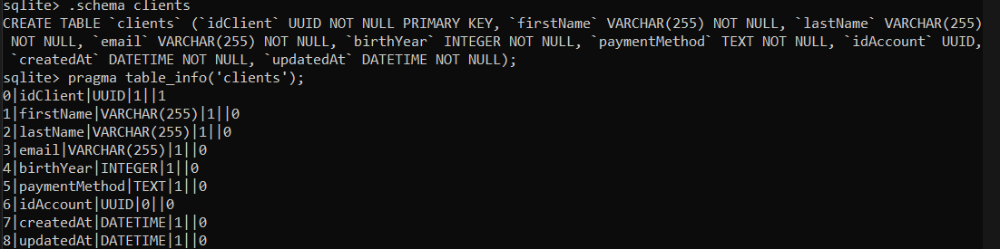 sqlite> .schema clients
CREATE TABLE `clients` (`idClient` UUID NOT NULL PRIMARY KEY, `firstName` VARCHAR(255) NOT NULL, `lastName` VARCHAR(255)
 NOT NULL, `email` VARCHAR(255) NOT NULL, `birthYear` INTEGER NOT NULL, `paymentMethod` TEXT NOT NULL, `idAccount` UUID,
 `createdAt` DATETIME NOT NULL, `updatedAt` DATETIME NOT NULL);
sqlite> pragma table_info('clients');
0|idClient|UUID|1||1
1|firstName|VARCHAR(255)|1||0
2|lastName|VARCHAR(255)|1||0
3|email|VARCHAR(255)|1||0
4|birthYear|INTEGER|1||0
5|paymentMethod|TEXT|1||0
6|idAccount|UUID|0||0
7|createdAt|DATETIME|1||0
8|updatedAt|DATETIME|1||0